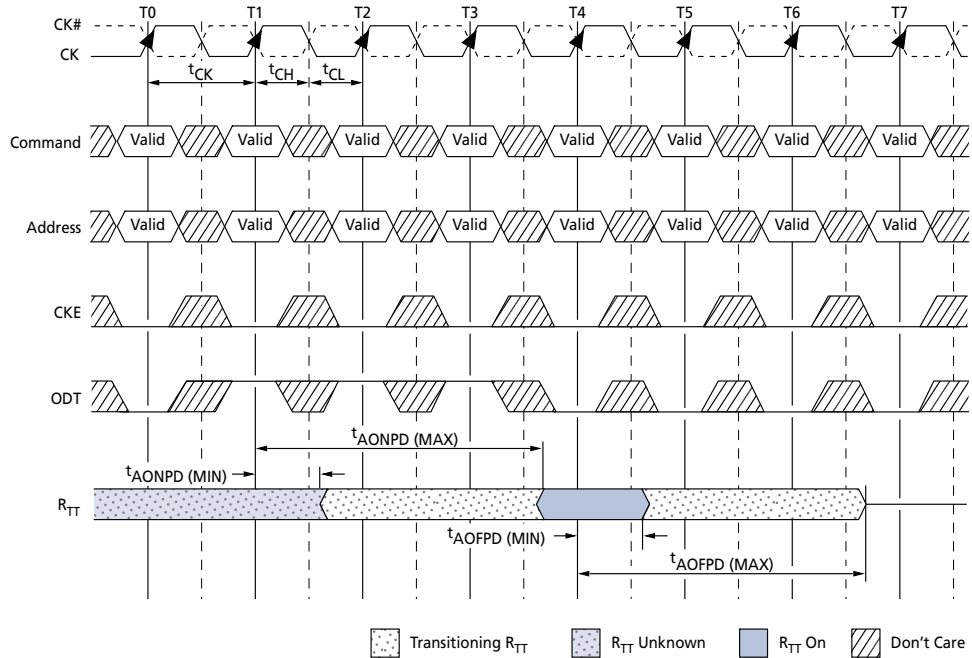 T0 T1 T2 T3 T4 T5 T6 T7
CK#
CK
tCK tCH tCL
Command Valid Valid Valid Valid Valid Valid Valid Valid
Address Valid Valid Valid Valid Valid Valid Valid Valid
CKE
ODT
tAONPD (MAX)
tAONPD (MIN)
RTT
tAOFPD (MIN)
tAOFPD (MAX)
Transitioning RTT RTT Unknown RTT On Don't Care